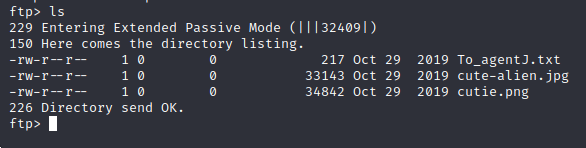 ftp> ls
229 Entering Extended Passive Mode (|||32409|)
150 Here comes the directory listing.
-rw-r--r--    1 0        0             217 Oct 29  2019 To_agentJ.txt
-rw-r--r--    1 0        0           33143 Oct 29  2019 cute-alien.jpg
-rw-r--r--    1 0        0           34842 Oct 29  2019 cutie.png
226 Directory send OK.
ftp>